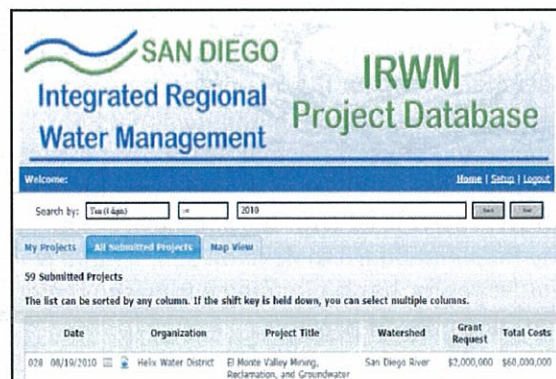 SAN DIEGO
Integrated Regional
Water Management
IRWM
Project Database
Welcome:
Home | Setup | Logout
Search by: Year (4 digits) 2010
My Projects All Submitted Projects Map View
59 Submitted Projects
The list can be sorted by any column. If the shift key is held down, you can select multiple columns.
Date Organization Project Title Watershed Grant Request Total Costs
028 08/19/2010 Helix Water District El Monte Valley Mining, San Diego River $2,000,000 $60,000,000
Reclamation, and Groundwater